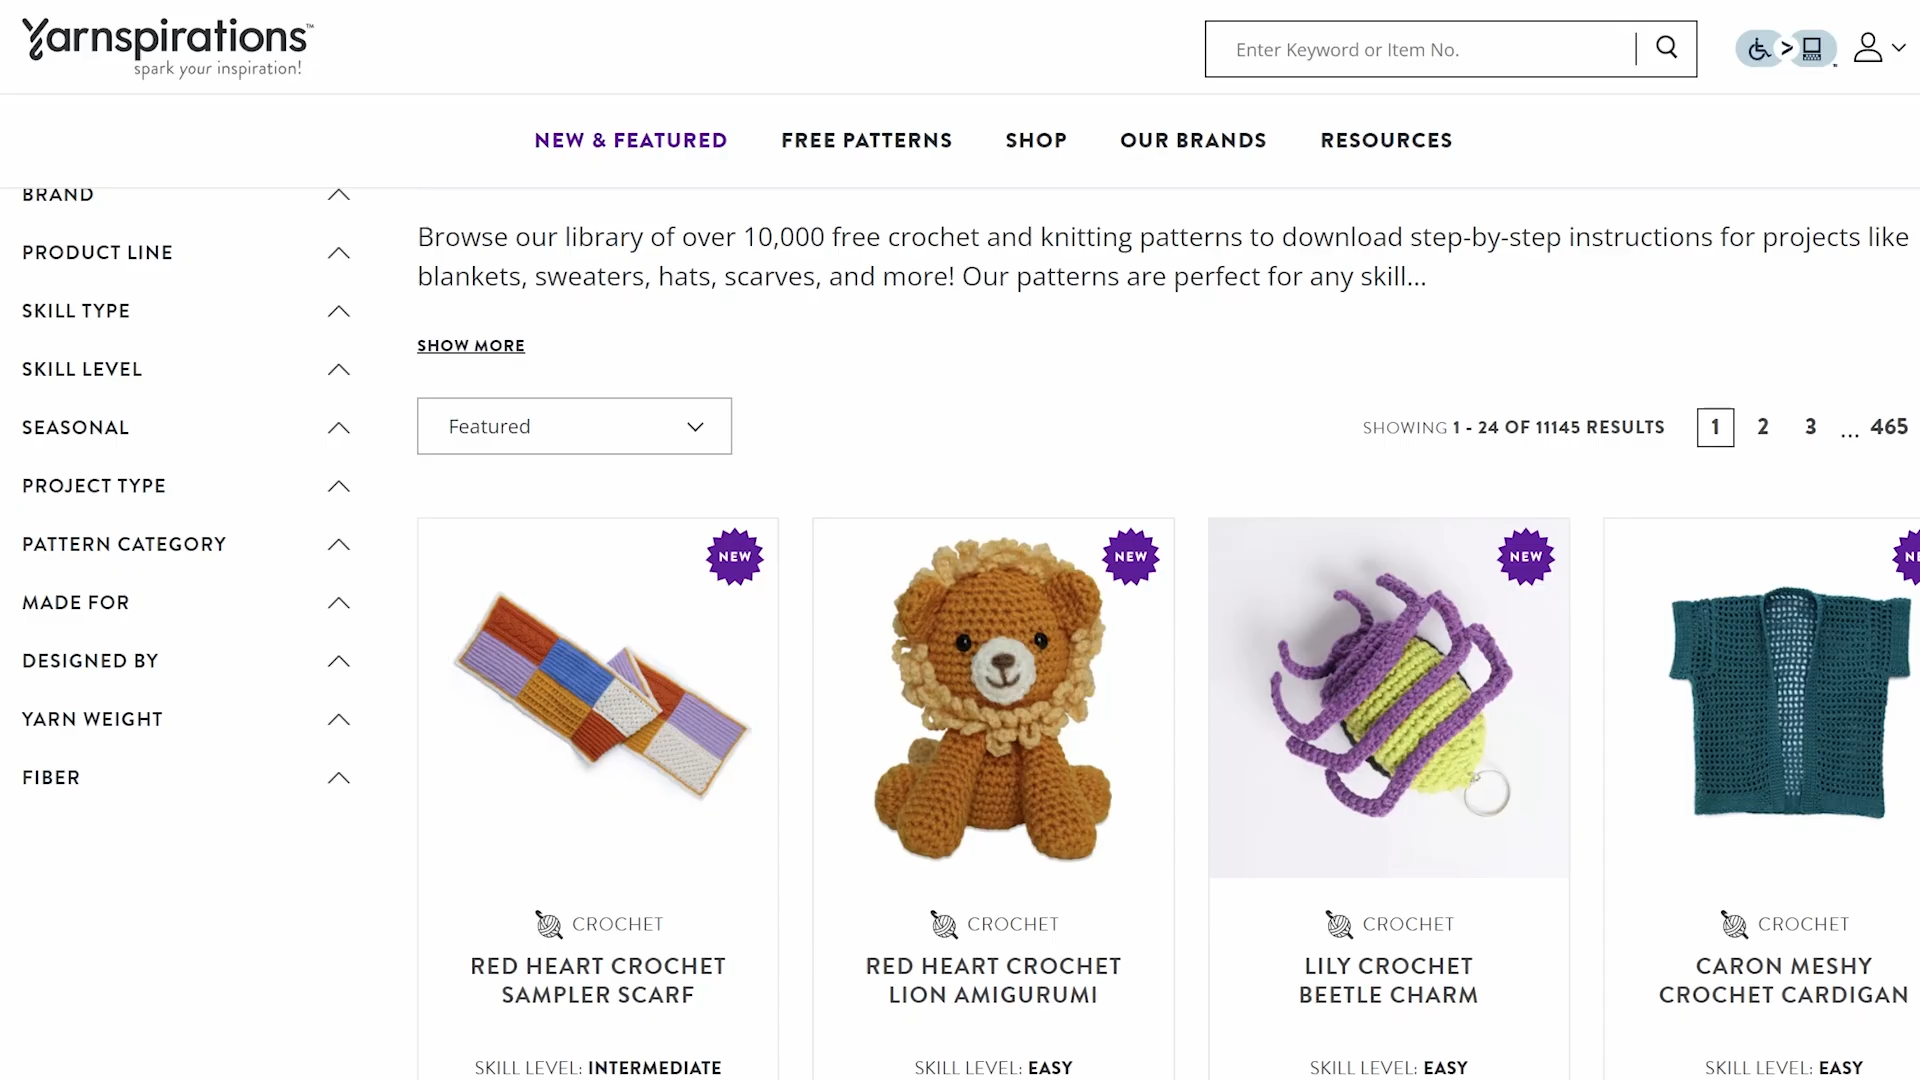 Yarnspirations™
spark your inspiration!
Enter Keyword or Item No.
NEW & FEATURED
FREE PATTERNS
SHOP
OUR BRANDS
RESOURCES
BRAND
PRODUCT LINE
SKILL TYPE
SKILL LEVEL
SEASONAL
PROJECT TYPE
PATTERN CATEGORY
MADE FOR
DESIGNED BY
YARN WEIGHT
FIBER
Browse our library of over 10,000 free crochet and knitting patterns to download step-by-step instructions for projects like
blankets, sweaters, hats, scarves, and more! Our patterns are perfect for any skill...
SHOW MORE
Featured
SHOWING 1 - 24 OF 11145 RESULTS
1 2 3 ... 465
NEW
CROCHET
RED HEART CROCHET
SAMPLER SCARF
SKILL LEVEL: INTERMEDIATE
NEW
CROCHET
RED HEART CROCHET
LION AMIGURUMI
SKILL LEVEL: EASY
NEW
CROCHET
LILY CROCHET
BEETLE CHARM
SKILL LEVEL: EASY
CROCHET
CARON MESHY
CROCHET CARDIGAN
SKILL LEVEL: EASY